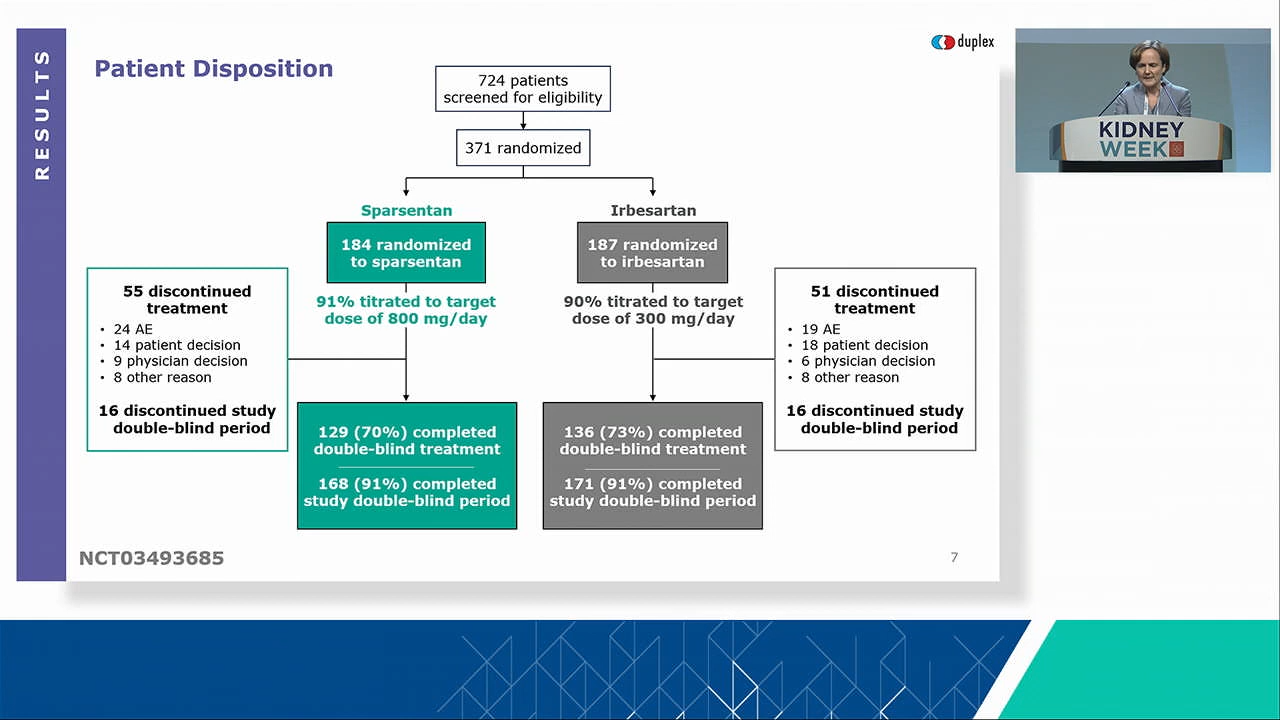 RESULTS
Patient Disposition
duplex
724 patients
screened for eligibility
371 randomized
Sparsentan
Irbesartan
184 randomized
to sparsentan
187 randomized
to irbesartan
91% titrated to target
dose of 800 mg/day
90% titrated to target
dose of 300 mg/day
55 discontinued
treatment
• 24 AE
• 14 patient decision
• 9 physician decision
• 8 other reason
16 discontinued study
double-blind period
51 discontinued
treatment
• 19 AE
• 18 patient decision
• 6 physician decision
• 8 other reason
16 discontinued study
double-blind period
129 (70%) completed
double-blind treatment
168 (91%) completed
study double-blind period
136 (73%) completed
double-blind treatment
171 (91%) completed
study double-blind period
NCT03493685
7
KIDNEY
WEEK